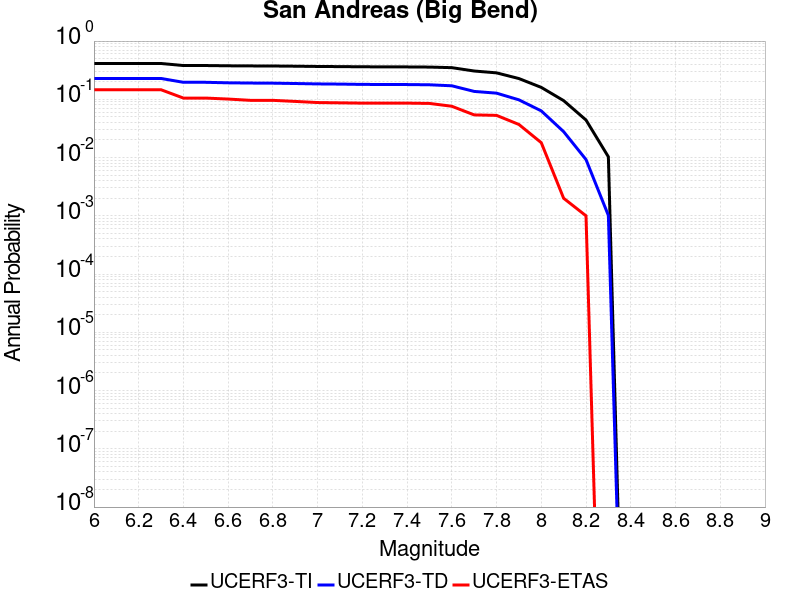 San Andreas (Big Bend)
10^0
10^-1
10^-2
10^-3
10^-4
10^-5
10^-6
10^-7
10^-8
Annual Probability
6 6.2 6.4 6.6 6.8 7 7.2 7.4 7.6 7.8 8 8.2 8.4 8.6 8.8 9
Magnitude
UCERF3-TI UCERF3-TD UCERF3-ETAS